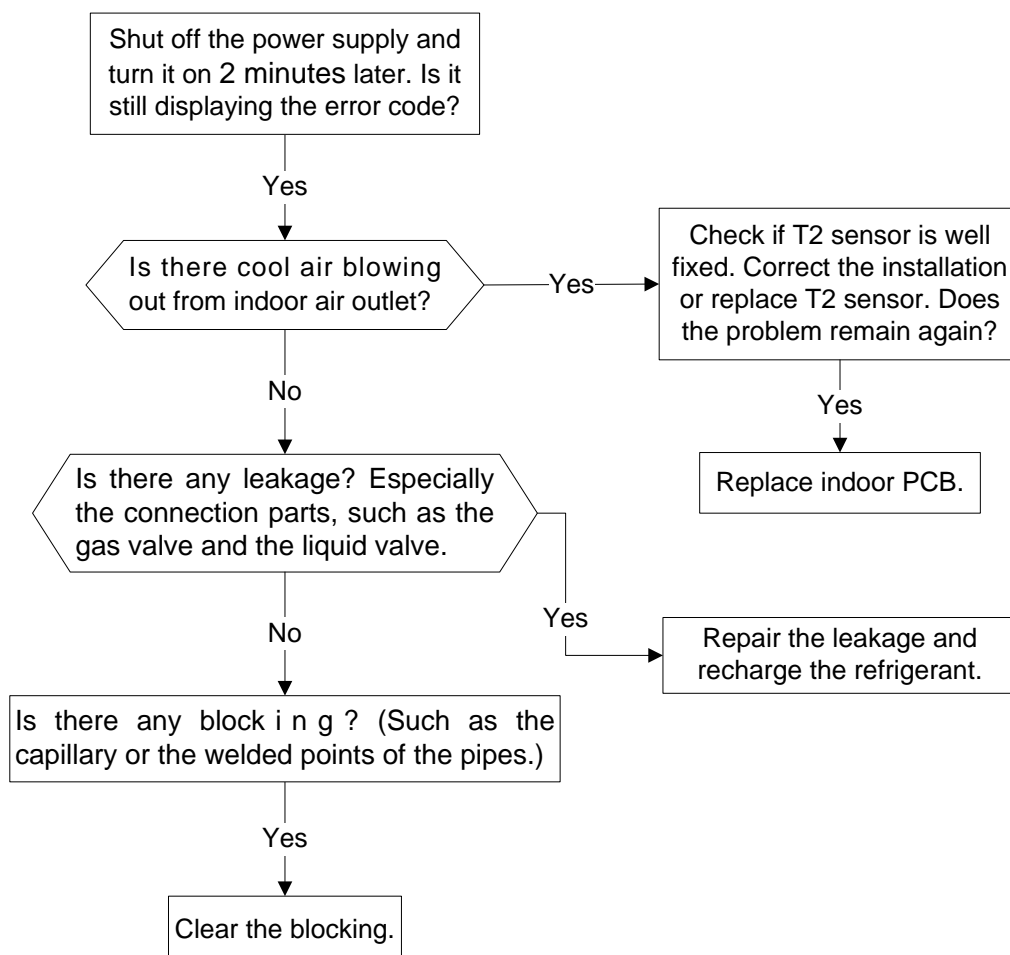 Shut off the power supply and
turn it on 2 minutes later. Is it
still displaying the error code?
Yes
Is there cool air blowing
out from indoor air outlet?
Yes
Check if T2 sensor is well
fixed. Correct the installation
or replace T2 sensor. Does
the problem remain again?
Yes
Replace indoor PCB.
No
Is there any leakage? Especially
the connection parts, such as the
gas valve and the liquid valve.
Yes
Repair the leakage and
recharge the refrigerant.
No
Is there any blocking? (Such as the
capillary or the welded points of the pipes.)
Yes
Clear the blocking.